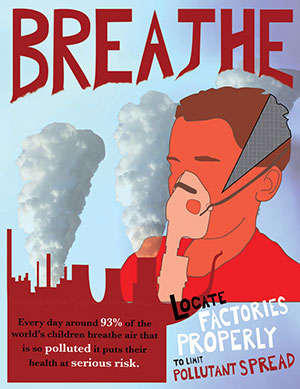 BREATHE
LOCATE
FACTORIES
PROPERLY
TO LIMIT
POLLUTANT SPREAD
Every day around 93% of the
world's children breathe air that
is so polluted it puts their
health at serious risk.